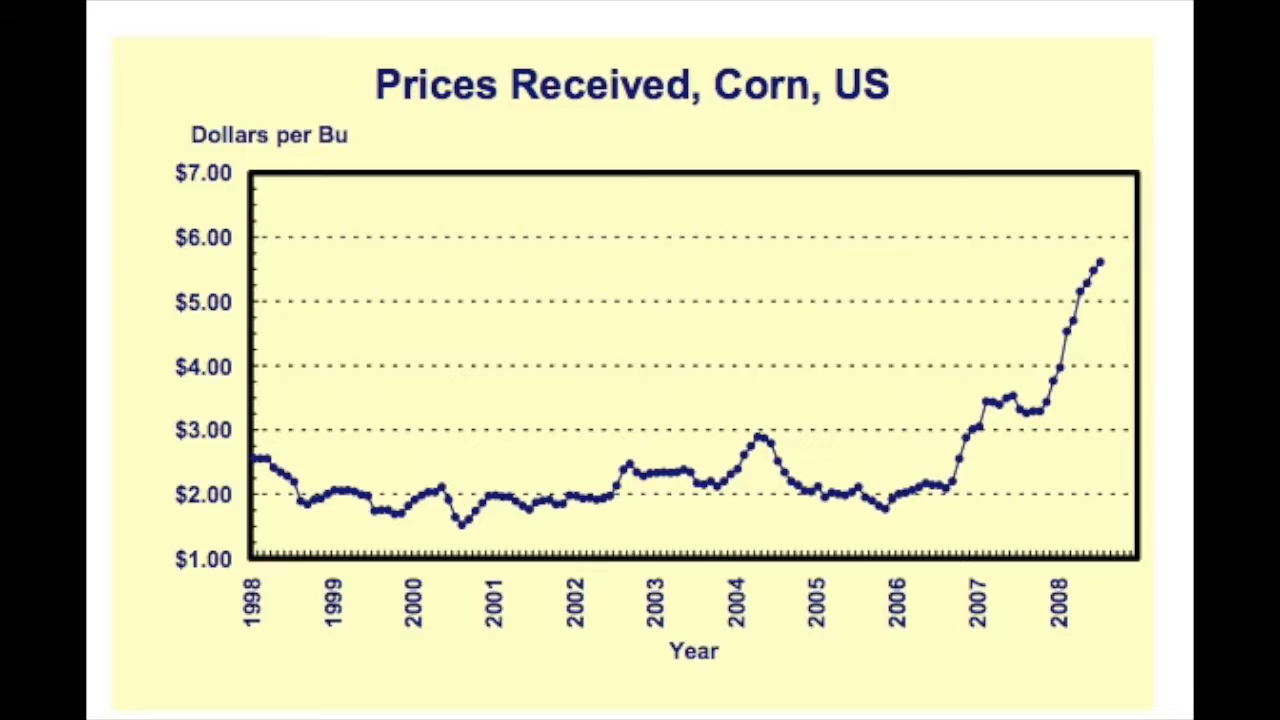 Prices Received, Corn, US
Dollars per Bu
$7.00
$6.00
$5.00
$4.00
$3.00
$2.00
$1.00
1998 1999 2000 2001 2002 2003 2004 2005 2006 2007 2008
Year